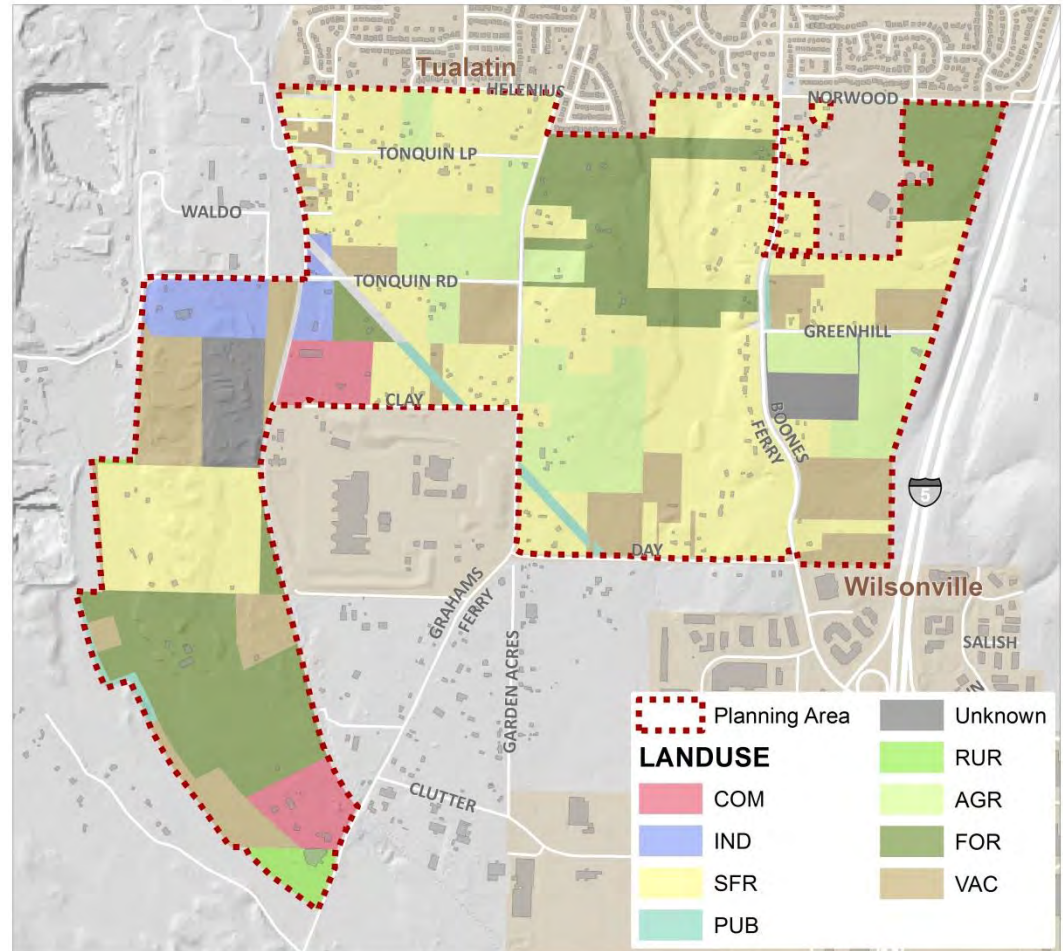 Tualatin
HELENIUS
NORWOOD
TONQUIN LP
WALDO
TONQUIN RD
GREENHILL
CLAY
BOONES
FERRY
5
DAY
Wilsonville
GRAHAMS
FERRY
GARDEN ACRES
SALISH
CLUTTER
Planning Area
LANDUSE
COM
IND
SFR
PUB
Unknown
RUR
AGR
FOR
VAC